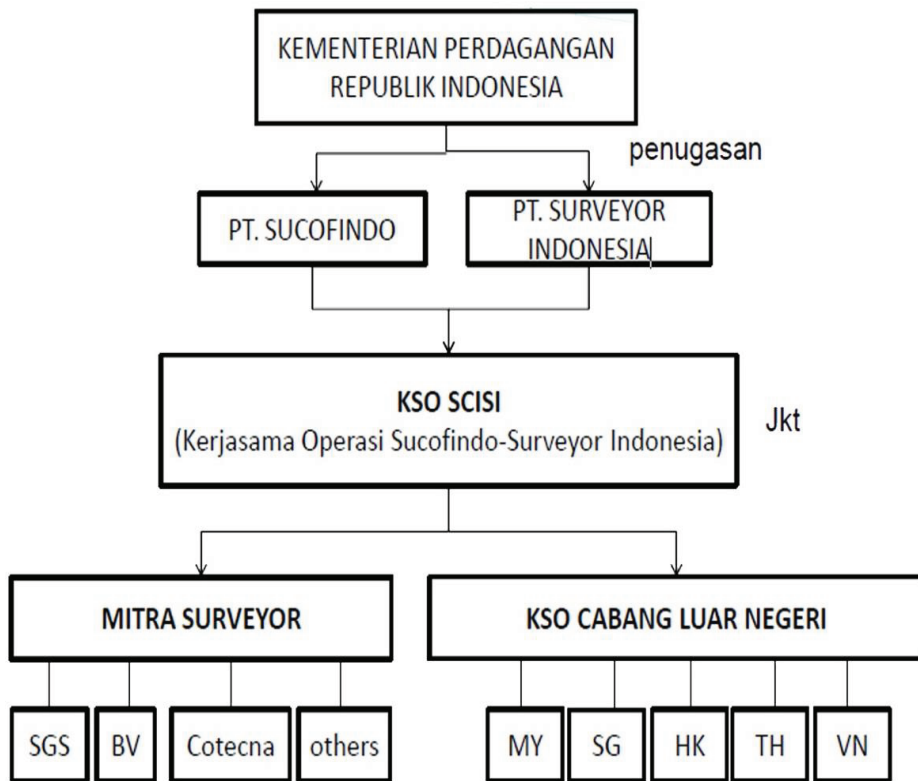 KEMENTERIAN PERDAGANGAN
REPUBLIK INDONESIA
penugasan
PT. SUCOFINDO
PT. SURVEYOR
INDONESIA
KSO SCISI
(Kerjasama Operasi Sucofindo-Surveyor Indonesia)
Jkt
MITRA SURVEYOR
KSO CABANG LUAR NEGERI
SGS
BV
Cotecna
others
MY
SG
HK
TH
VN